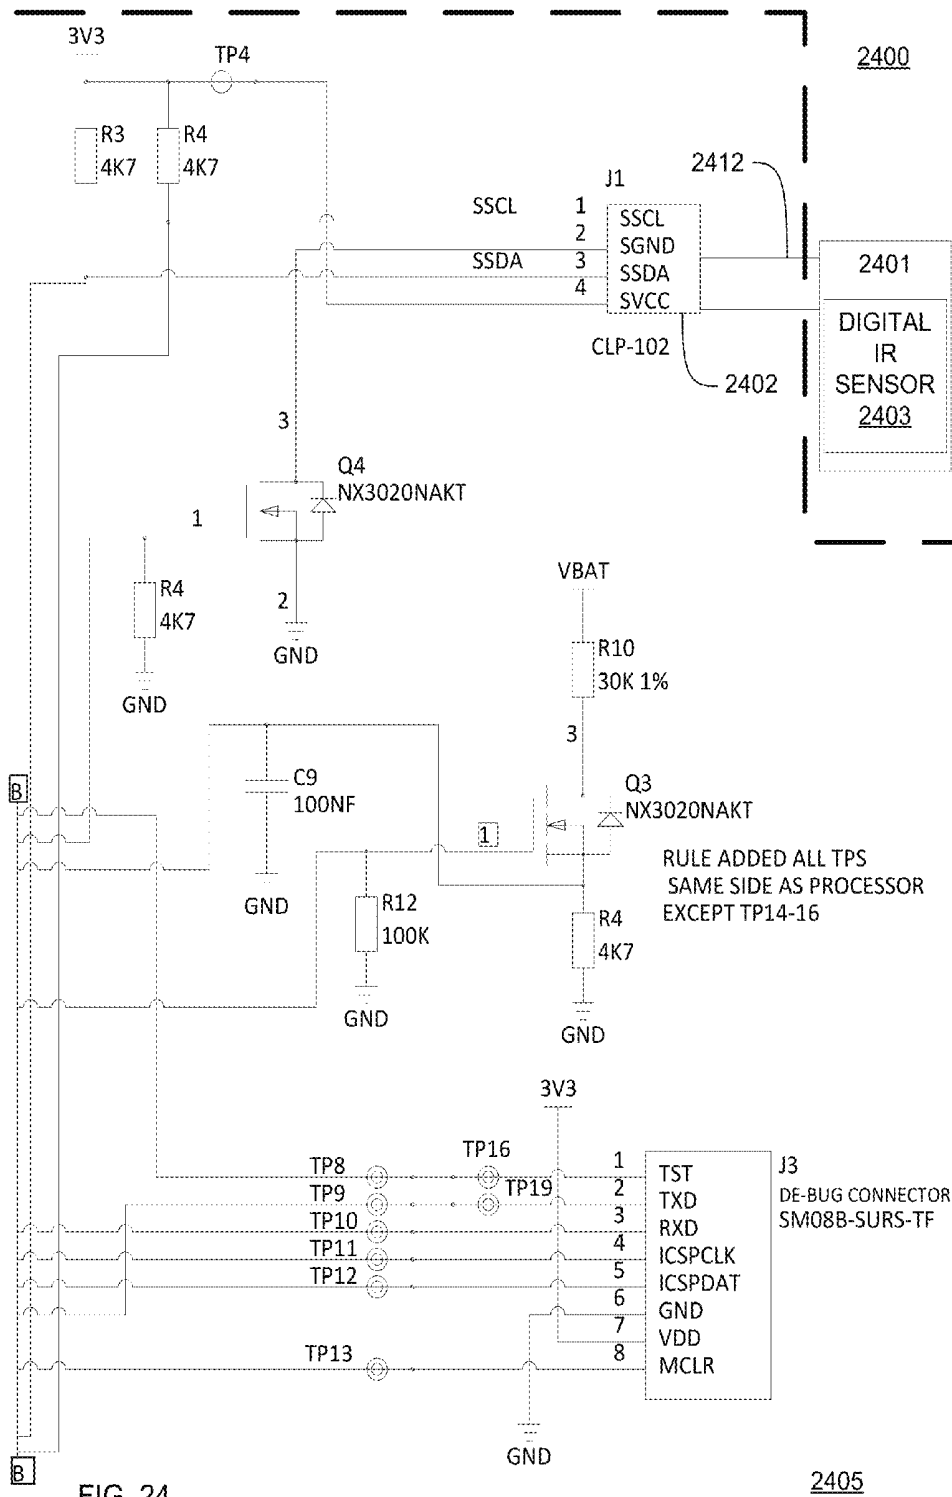 3V3
TP4
2400
R3
4K7
R4
4K7
2412
J1
SSCL
1
SSCL
2
SGND
SSDA
3
SSDA
4
SVCC
2401
DIGITAL
IR
SENSOR
2403
CLP-102
2402
3
Q4
NX3020NAKT
1
R4
4K7
2
GND
GND
VBAT
R10
30K 1%
3
B
C9
100NF
Q3
NX3020NAKT
1
RULE ADDED ALL TPS
SAME SIDE AS PROCESSOR
EXCEPT TP14-16
GND
R12
100K
R4
4K7
GND
GND
3V3
TP8
TP16
1
TST
J3
TP9
TP19
2
TXD
DE-BUG CONNECTOR
SM08B-SURS-TF
TP10
3
RXD
TP11
4
ICSPCLK
TP12
5
ICSPDAT
6
GND
7
VDD
TP13
8
MCLR
GND
B
FIG. 24
2405